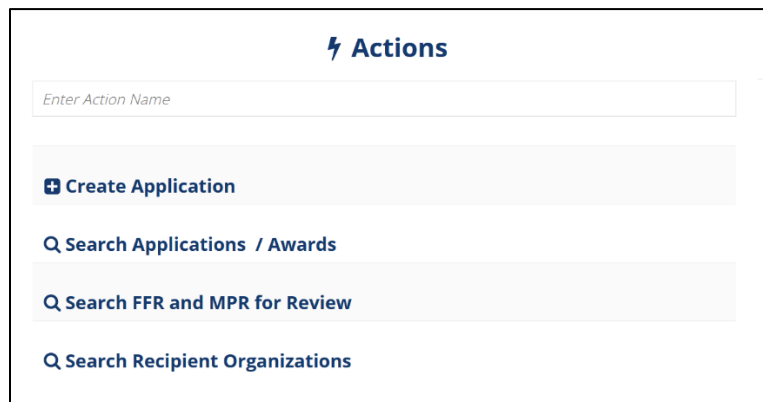 Actions
Enter Action Name
Create Application
Search Applications / Awards
Search FFR and MPR for Review
Search Recipient Organizations